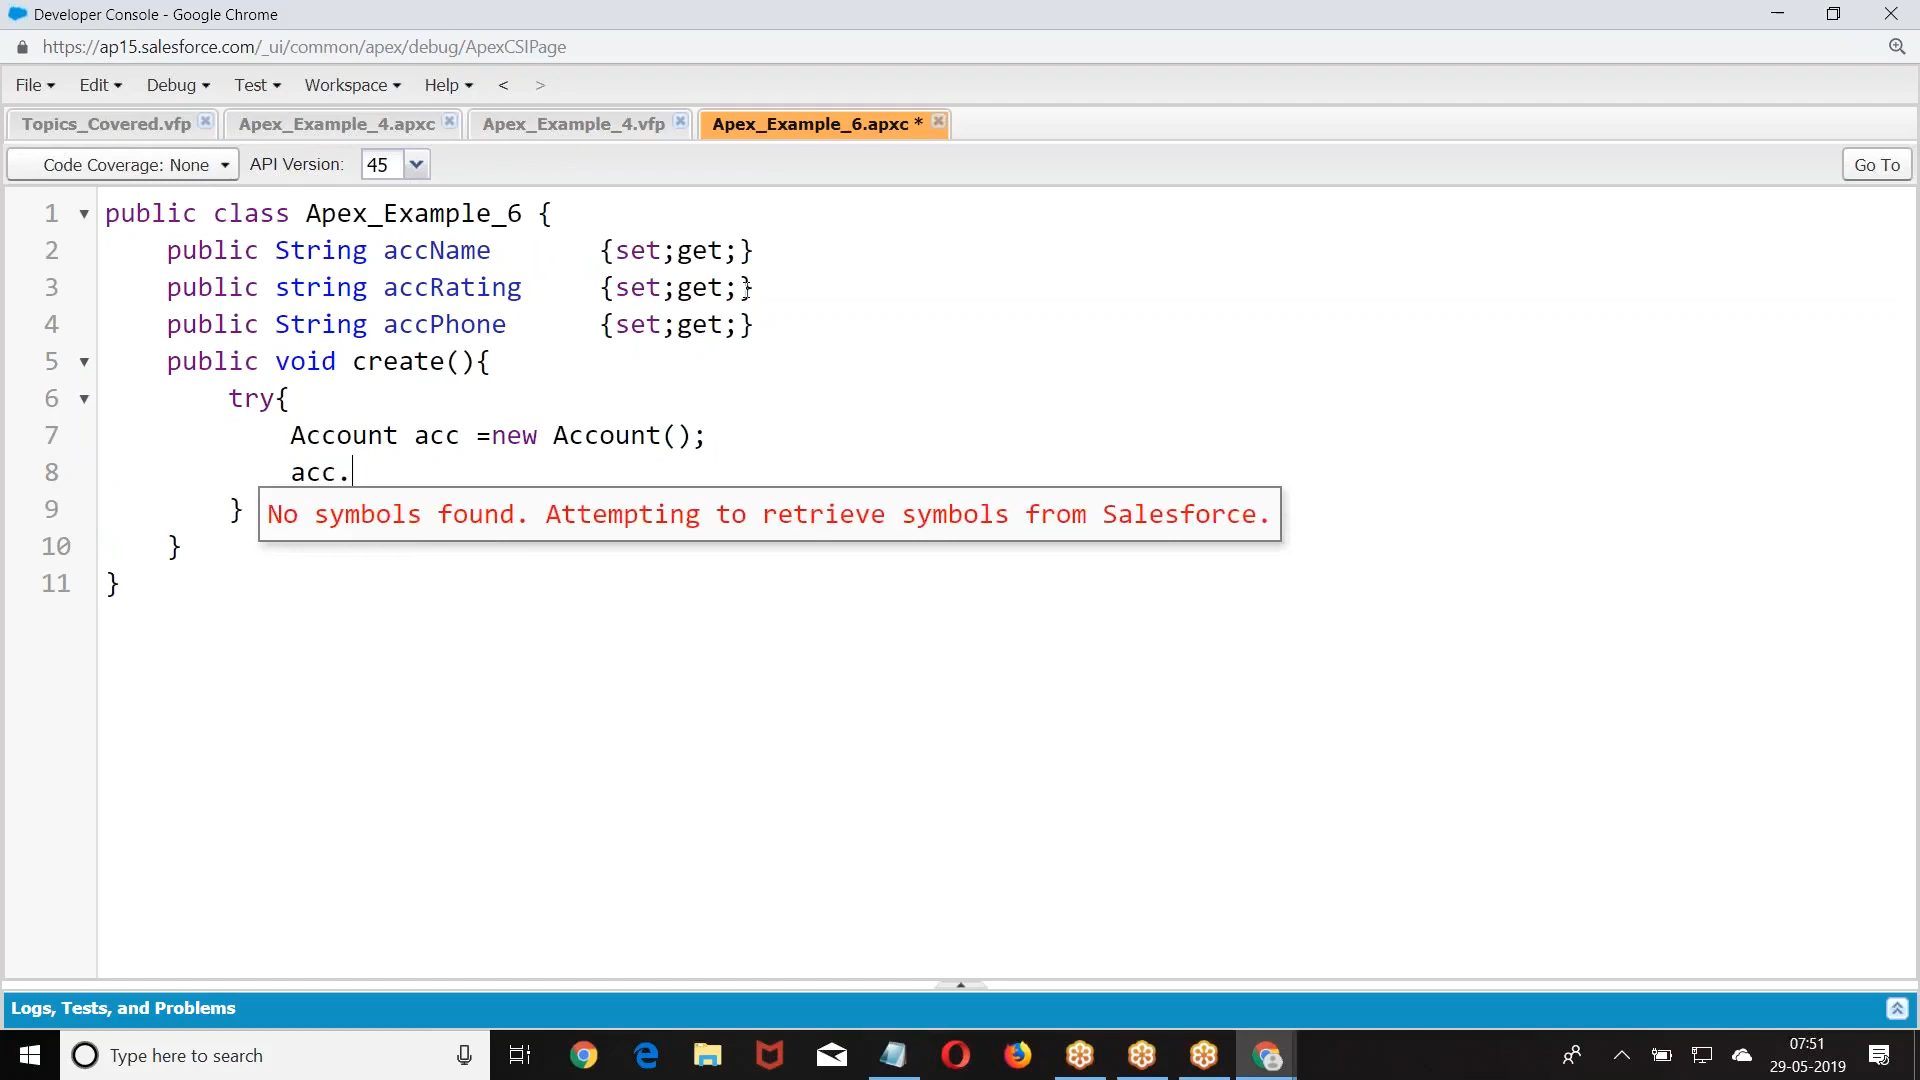 Developer Console - Google Chrome
https://ap15.salesforce.com/_ui/common/apex/debug/ApexCSIPage
File Edit Debug Test Workspace Help < >
Topics_Covered.vfp Apex_Example_4.apxc Apex_Example_4.vfp Apex_Example_6.apxc *
Code Coverage: None API Version: 45 Go To
1 public class Apex_Example_6 {
2 public String accName {set;get;}
3 public string accRating {set;get;}
4 public String accPhone {set;get;}
5 public void create(){
6 try{
7 Account acc =new Account();
8 acc.
9 }
No symbols found. Attempting to retrieve symbols from Salesforce.
10 }
11 }
Logs, Tests, and Problems
Type here to search
07:51
29-05-2019